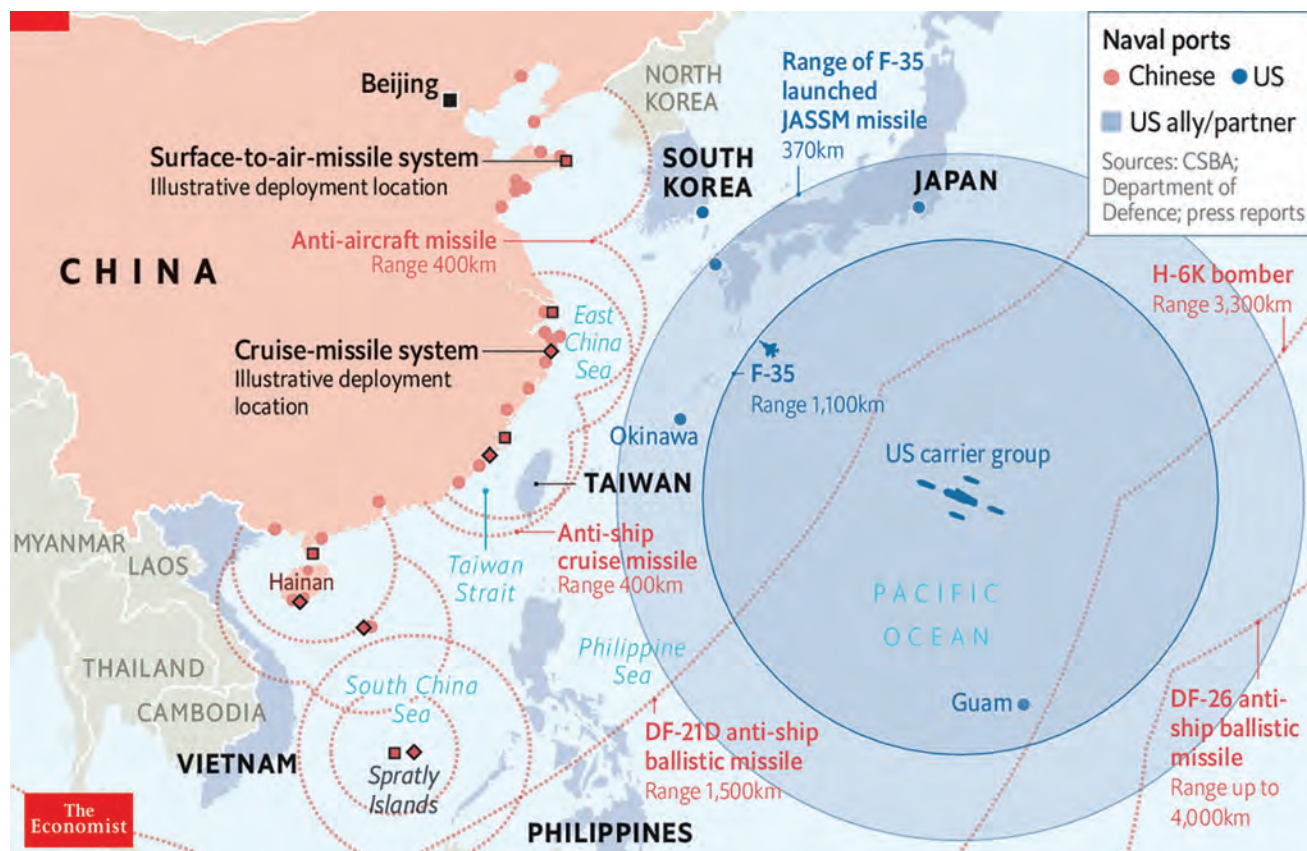 Beijing
Surface-to-air-missile system
Illustrative deployment location
Anti-aircraft missile
Range 400km
CHINA
Cruise-missile system
Illustrative deployment
location
East
China
Sea
NORTH
KOREA
SOUTH
KOREA
Range of F-35
launched
JASSM missile
370km
JAPAN
Naval ports
Chinese
US
US ally/partner
Sources: CSBA;
Department of
Defence; press reports
H-6K bomber
Range 3,300km
F-35
Range 1,100km
Okinawa
US carrier group
TAIWAN
Anti-ship
cruise missile
Range 400km
Taiwan
Strait
MYANMAR
LAOS
Hainan
THAILAND
CAMBODIA
VIETNAM
South China
Sea
Spratly
Islands
Philippine
Sea
PACIFIC
OCEAN
Guam
DF-21D anti-ship
ballistic missile
Range 1,500km
DF-26 anti-
ship ballistic
missile
Range up to
4,000km
PHILIPPINES
The
Economist